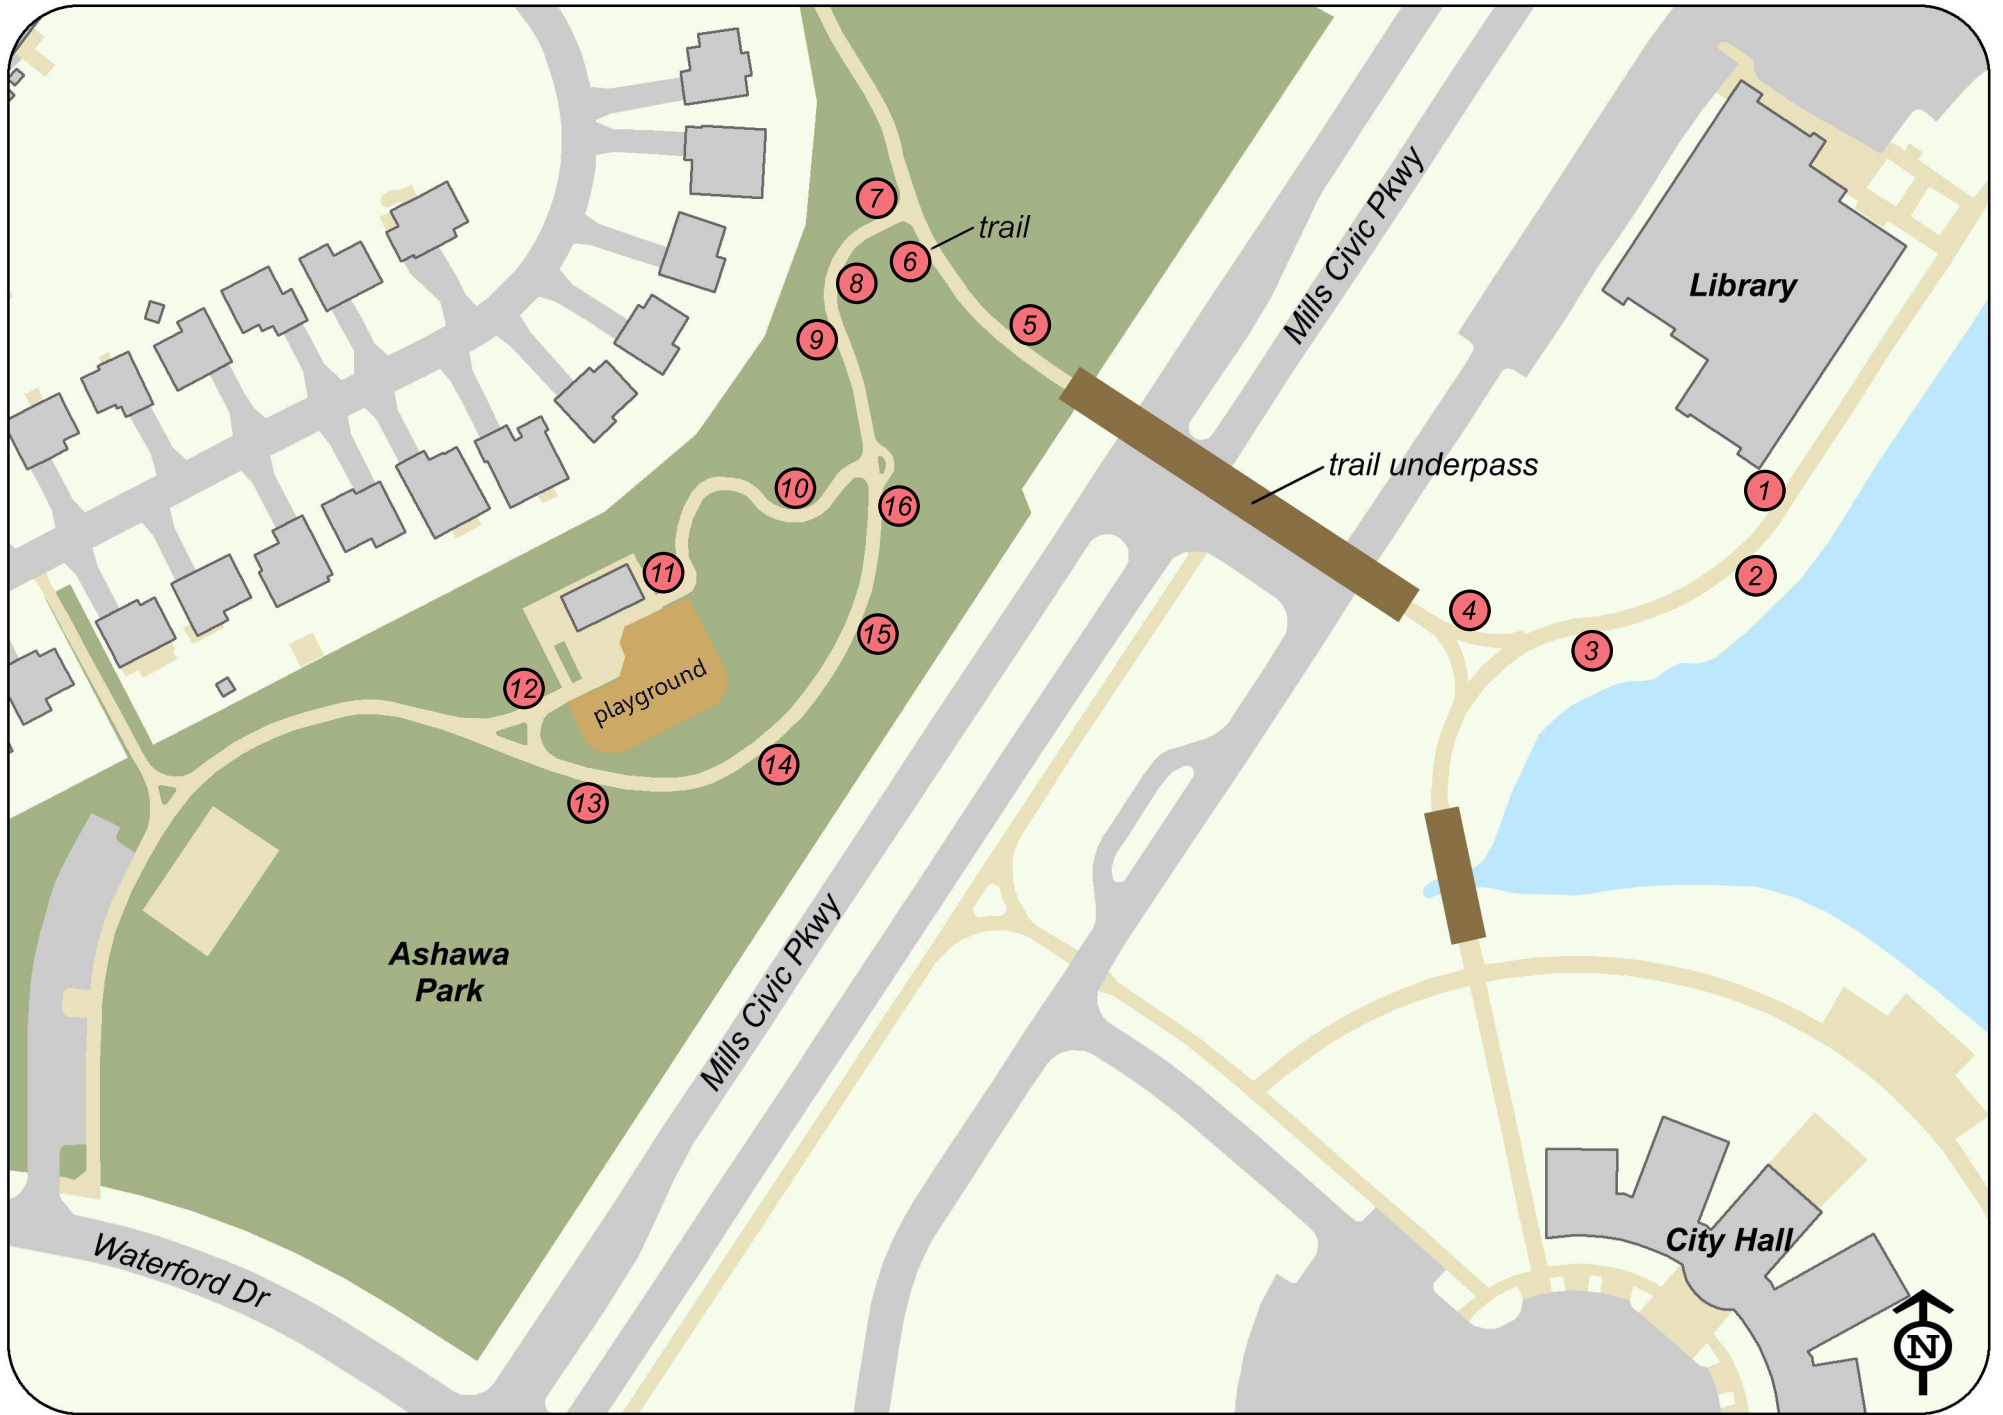 7
trail
6
8
5
9
Mills Civic Pkwy
Library
trail underpass
10
16
1
11
2
4
15
3
12
playground
14
13
Ashawa
Park
Mills Civic Pkwy
City Hall
Waterford Dr
N